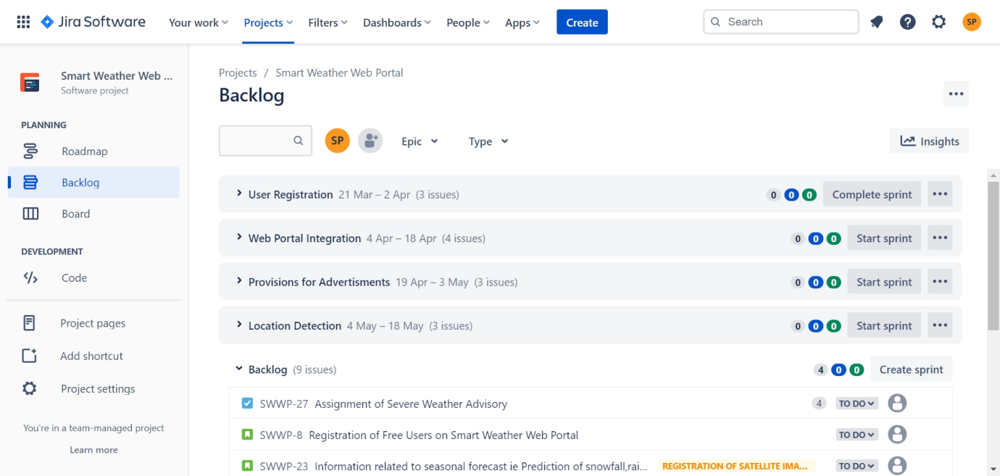 Jira Software Your work Projects Filters Dashboards People Apps Create Search SP
Smart Weather Web ...
Software project
PLANNING
Roadmap
Backlog
Board
DEVELOPMENT
Code
Project pages
Add shortcut
Project settings
You're in a team-managed project
Learn more
Projects / Smart Weather Web Portal
Backlog
SP Epic Type Insights
User Registration 21 Mar – 2 Apr (3 issues) 0 0 0 Complete sprint
Web Portal Integration 4 Apr – 18 Apr (4 issues) 0 0 0 Start sprint
Provisions for Advertisments 19 Apr – 3 May (3 issues) 0 0 0 Start sprint
Location Detection 4 May – 18 May (3 issues) 0 0 0 Start sprint
Backlog (9 issues) 4 0 0 Create sprint
SWWP-27 Assignment of Severe Weather Advisory 4 TO DO
SWWP-8 Registration of Free Users on Smart Weather Web Portal TO DO
SWWP-23 Information related to seasonal forecast ie Prediction of snowfall,rai... REGISTRATION OF SATELLITE IMA... TO DO